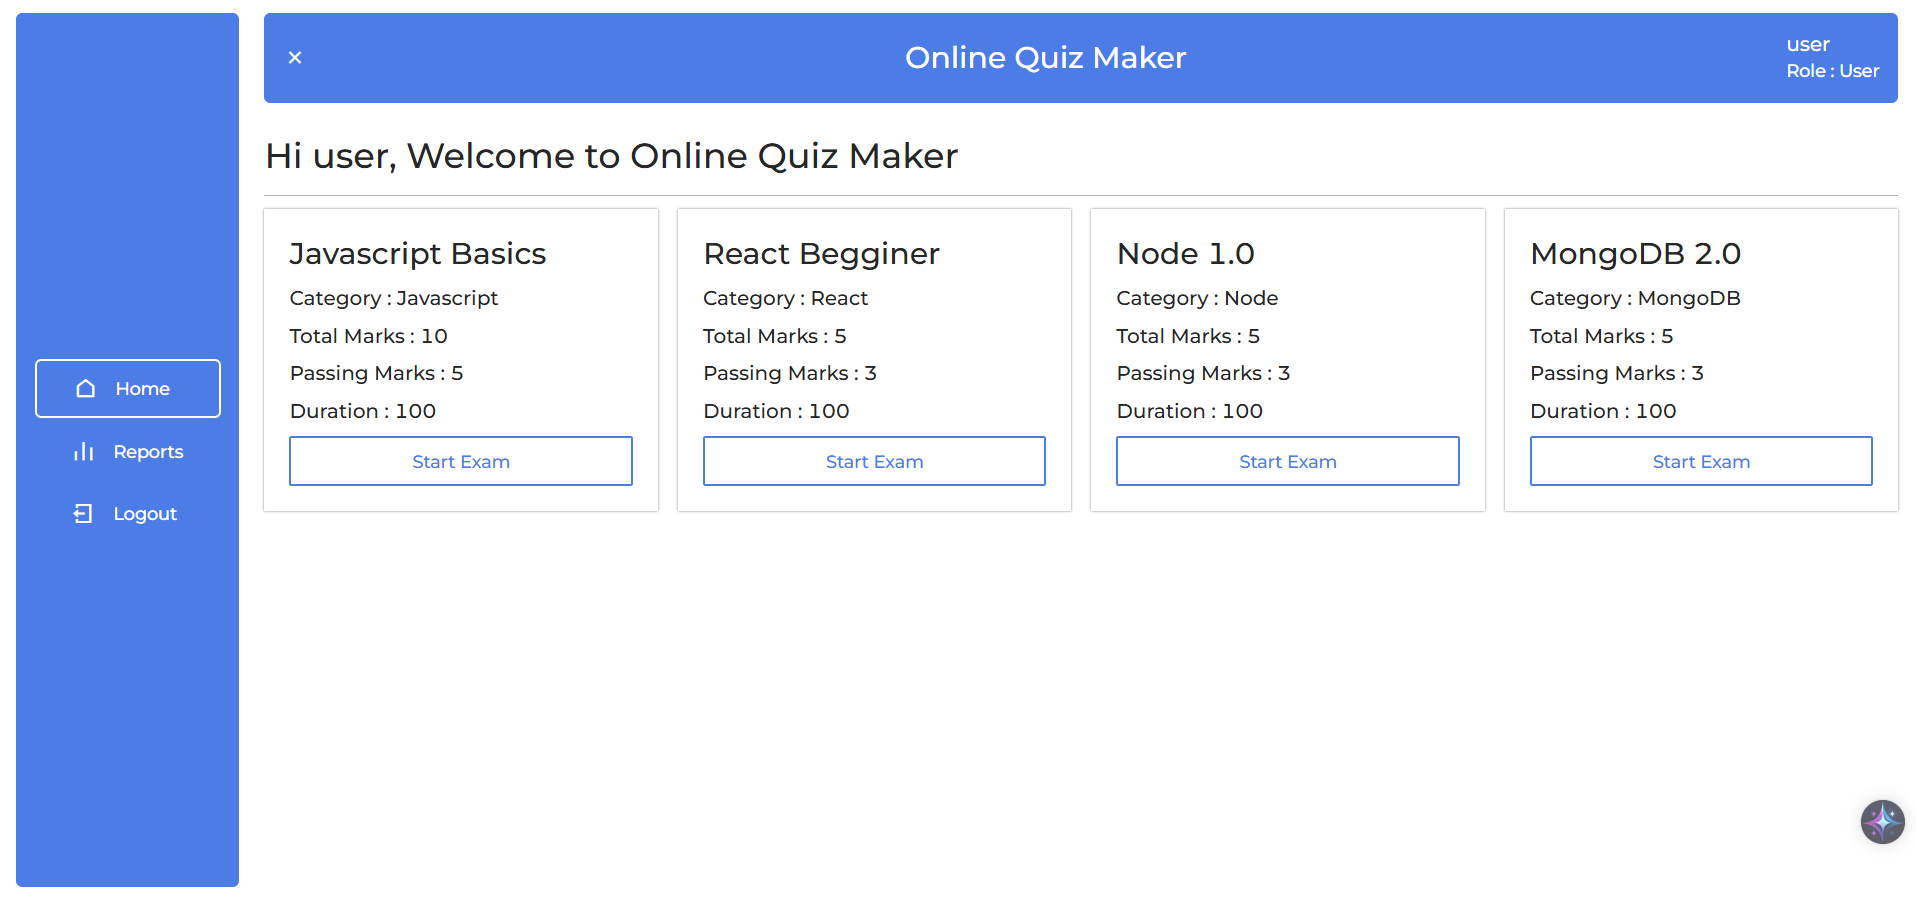 Online Quiz Maker
user
Role : User
Hi user, Welcome to Online Quiz Maker
Home
Reports
Logout
Javascript Basics
Category : Javascript
Total Marks : 10
Passing Marks : 5
Duration : 100
Start Exam
React Begginer
Category : React
Total Marks : 5
Passing Marks : 3
Duration : 100
Start Exam
Node 1.0
Category : Node
Total Marks : 5
Passing Marks : 3
Duration : 100
Start Exam
MongoDB 2.0
Category : MongoDB
Total Marks : 5
Passing Marks : 3
Duration : 100
Start Exam